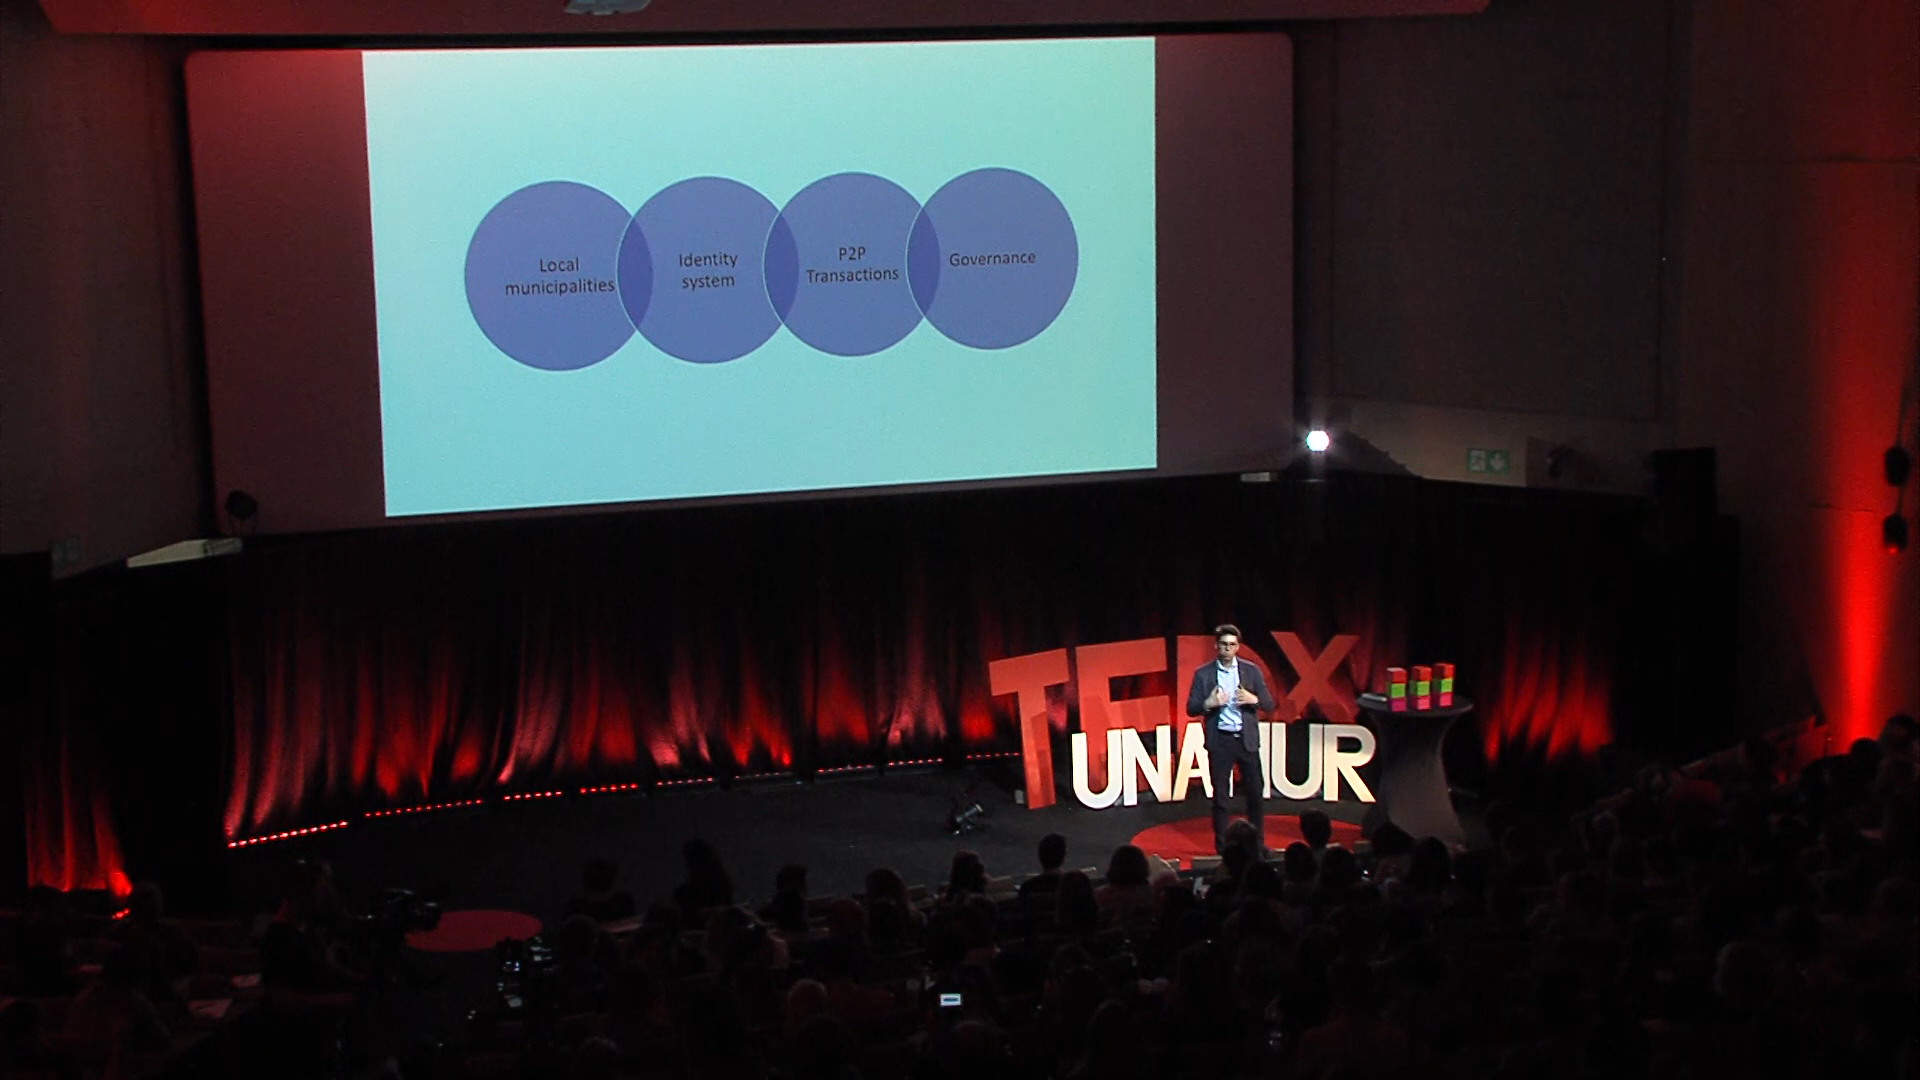 Local
municipalities
Identity
system
P2P
Transactions
Governance
TEDx
UNAMUR